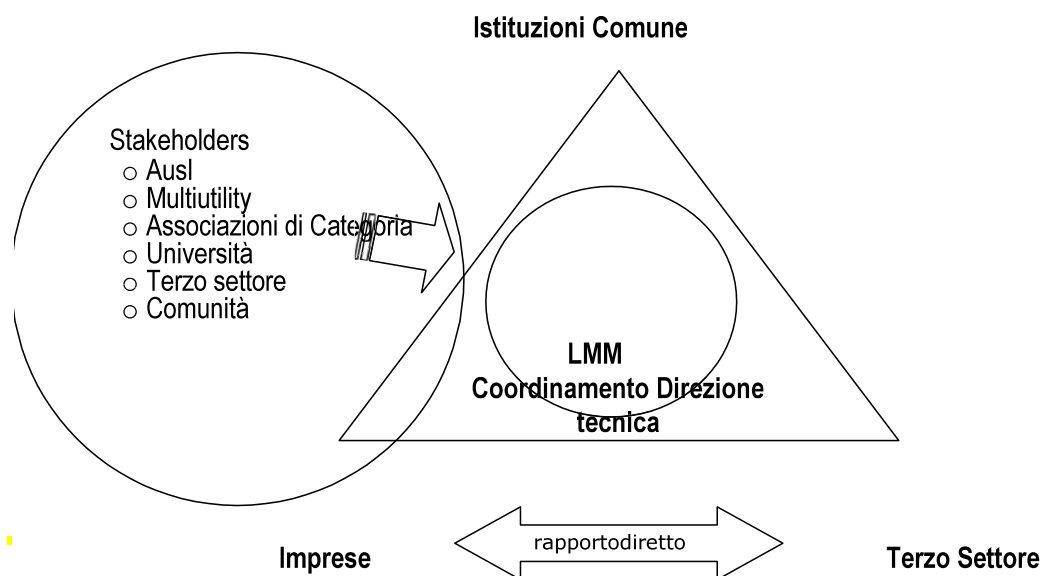 Istituzioni Comune
Stakeholders
○ Ausl
○ Multiutility
○ Associazioni di Categoria
○ Università
○ Terzo settore
○ Comunità
LMM
Coordinamento Direzione
tecnica
rapportodiretto
Imprese
Terzo Settore